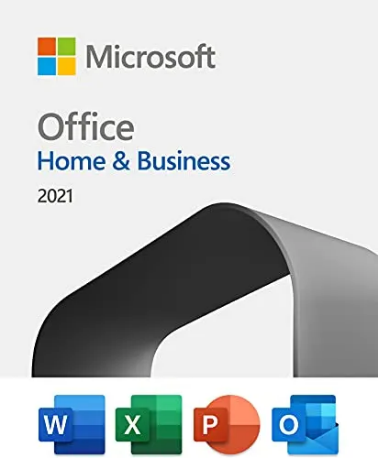 Microsoft
Office
Home & Business
2021
W X P O